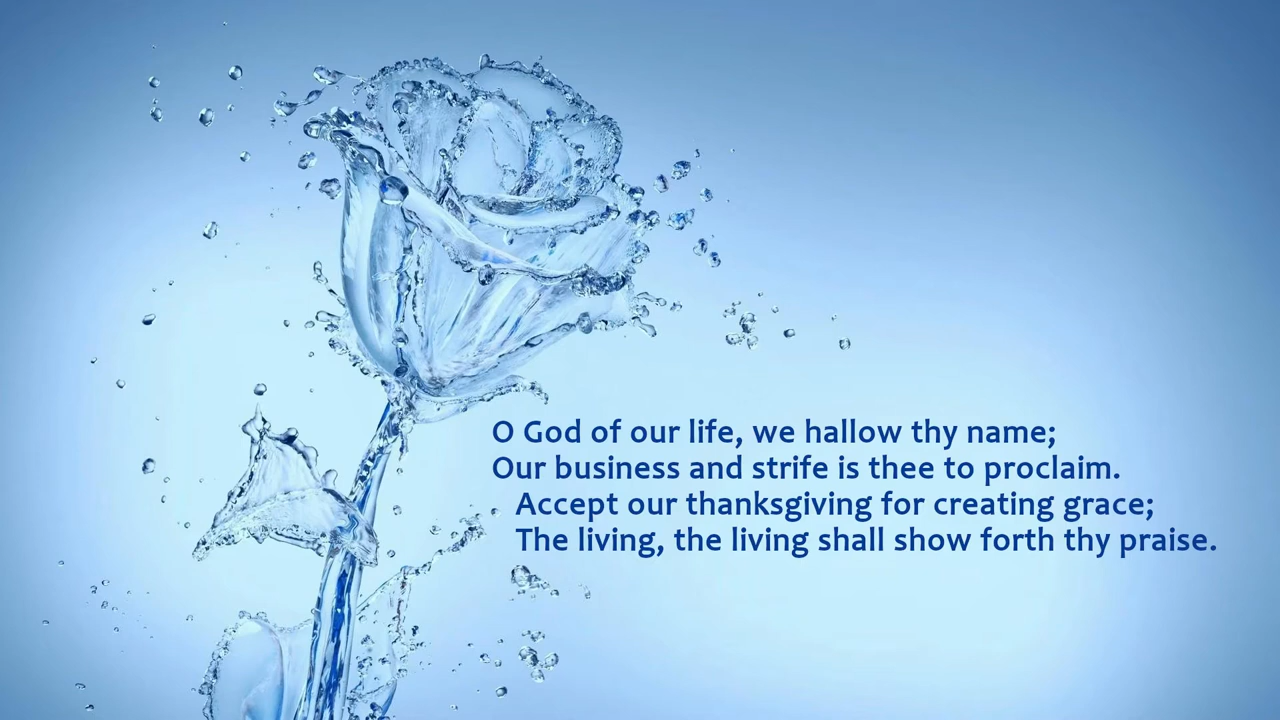 O God of our life, we hallow thy name;
Our business and strife is thee to proclaim.
Accept our thanksgiving for creating grace;
The living, the living shall show forth thy praise.